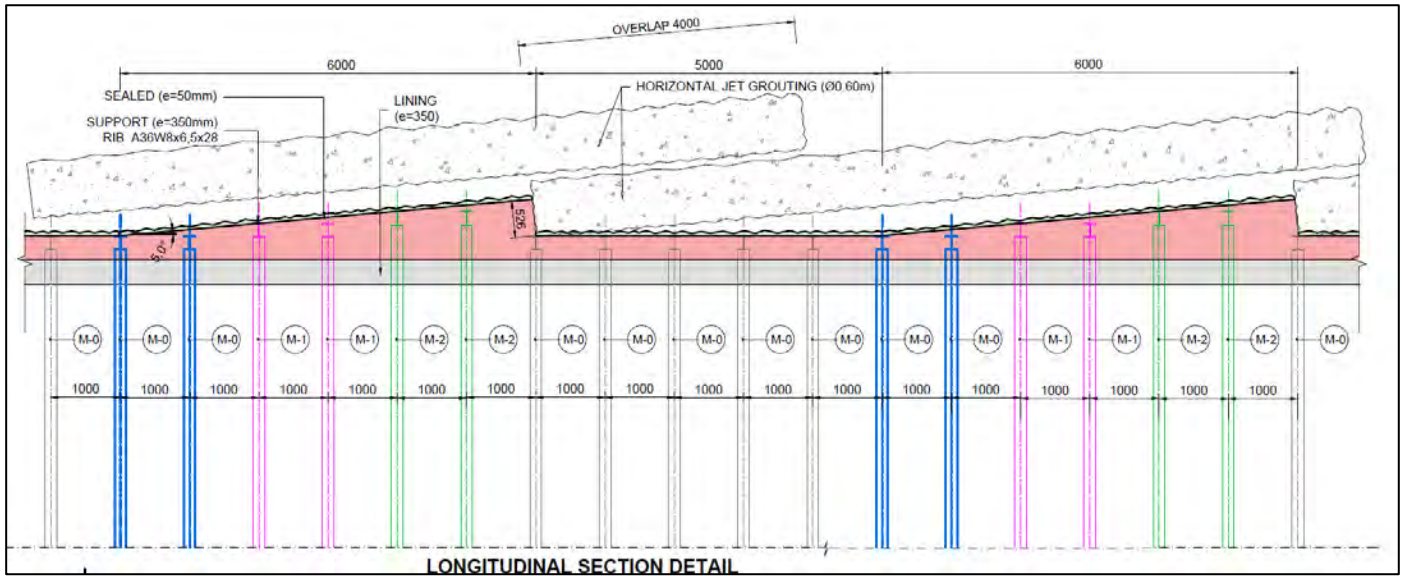 OVERLAP 4000
6000
5000
6000
SEALED (e=50mm)
LINING
(e=350)
HORIZONTAL JET GROUTING (Ø0 60m)
SUPPORT (e=350mm)
RIB A36W8x6,5x28
526
5,0°
M-0 M-0 M-0 M-1 M-1 M-2 M-2 M-0 M-0 M-0 M-0 M-0 M-0 M-0 M-1 M-1 M-2 M-2 M-0
1000 1000 1000 1000 1000 1000 1000 1000 1000 1000 1000 1000 1000 1000 1000 1000 1000
LONGITUDINAL SECTION DETAIL